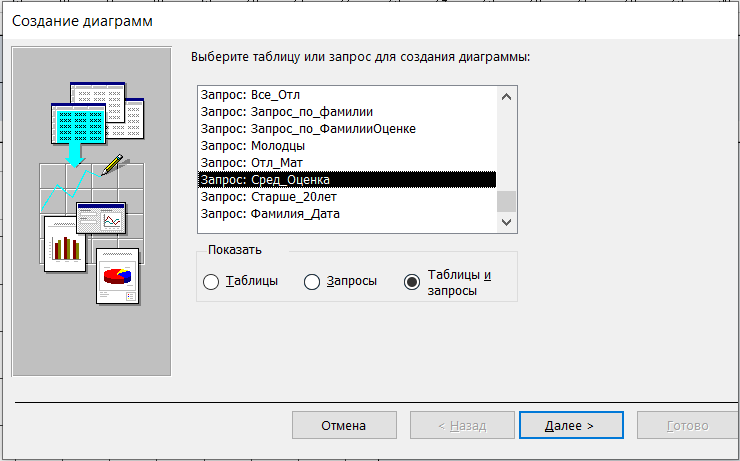 Создание диаграмм
Выберите таблицу или запрос для создания диаграммы:
Запрос: Все_Отл
Запрос: Запрос_по_фамилии
Запрос: Запрос_по_ФамилииОценке
Запрос: Молодцы
Запрос: Отл_Мат
Запрос: Сред_Оценка
Запрос: Старше_20лет
Запрос: Фамилия_Дата
Показать
Таблицы
Запросы
Таблицы и
запросы
Отмена
< Назад
Далее >
Готово